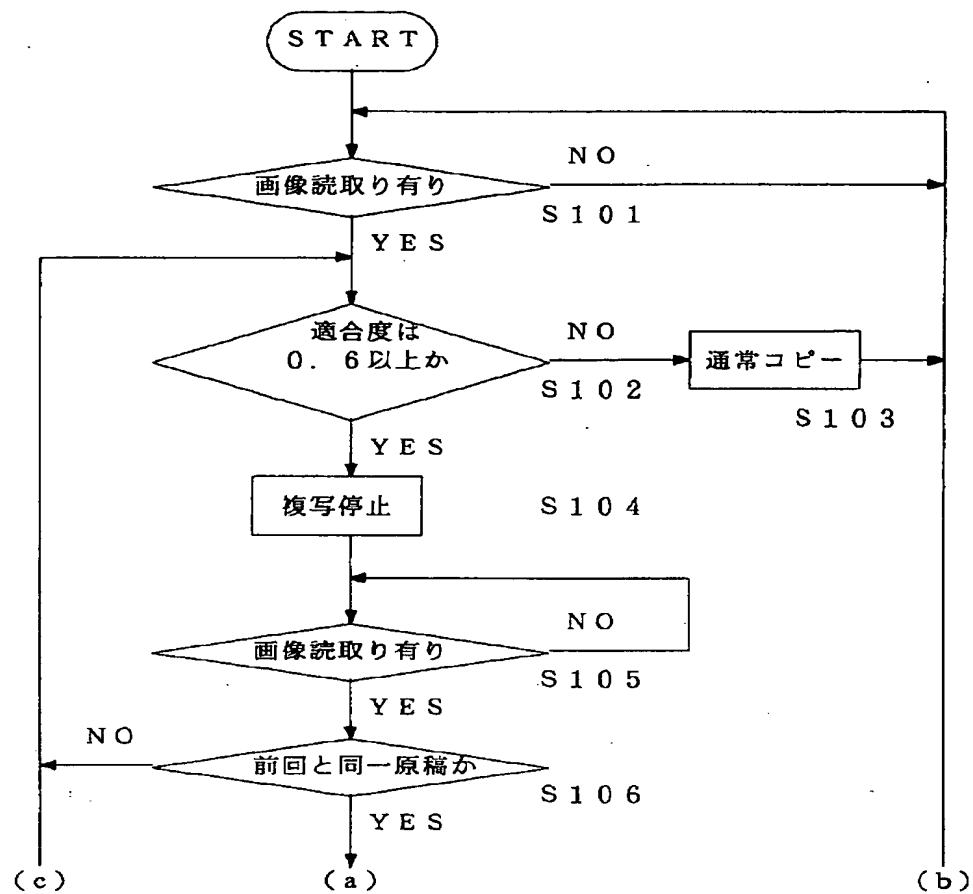 START
NO
画像読取り有り
S101
YES
適合度は
0.6以上か
NO
S102
通常コピー
S103
YES
複写停止
S104
NO
画像読取り有り
S105
YES
NO
前回と同一原稿か
S106
YES
(c)
(a)
(b)